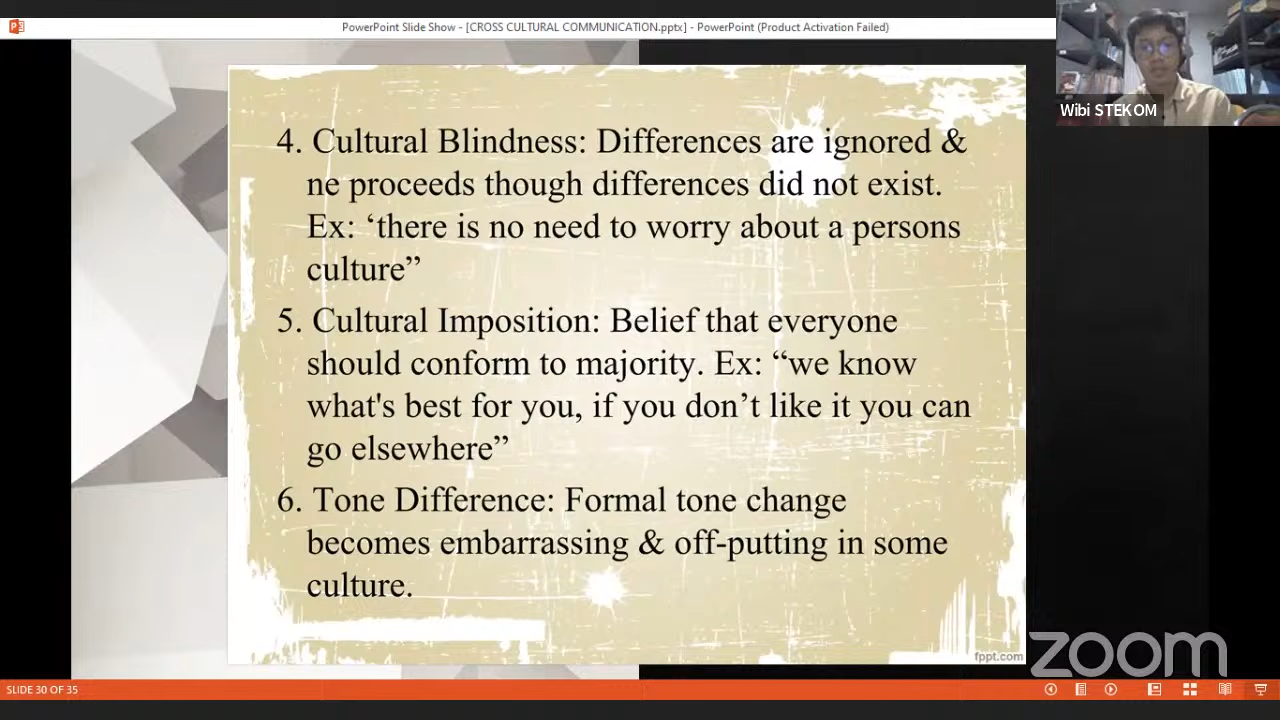 PowerPoint Slide Show - [CROSS CULTURAL COMMUNICATION.pptx] - PowerPoint (Product Activation Failed)
Wibi STEKOM
4. Cultural Blindness: Differences are ignored &
ne proceeds though differences did not exist.
Ex: ‘there is no need to worry about a persons
culture”
5. Cultural Imposition: Belief that everyone
should conform to majority. Ex: “we know
what's best for you, if you don’t like it you can
go elsewhere”
6. Tone Difference: Formal tone change
becomes embarrassing & off-putting in some
culture.
fppt.com
zoom
SLIDE 30 OF 35